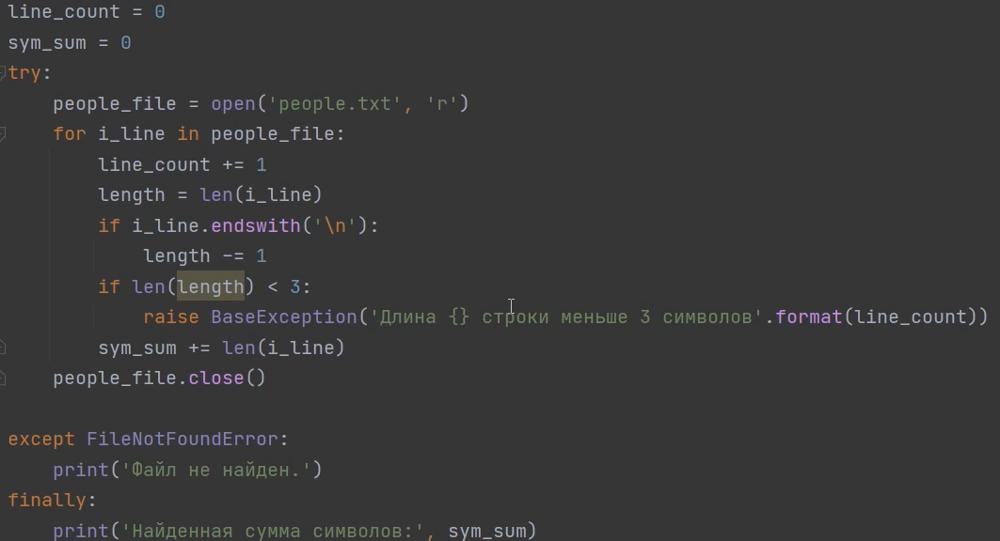 line_count = 0
sym_sum = 0
try:
    people_file = open('people.txt', 'r')
    for i_line in people_file:
        line_count += 1
        length = len(i_line)
        if i_line.endswith('\n'):
            length -= 1
        if len(length) < 3:
            raise BaseException('Длина {} строки меньше 3 символов'.format(line_count))
        sym_sum += len(i_line)
    people_file.close()
except FileNotFoundError:
    print('Файл не найден.')
finally:
    print('Найденная сумма символов:', sym_sum)